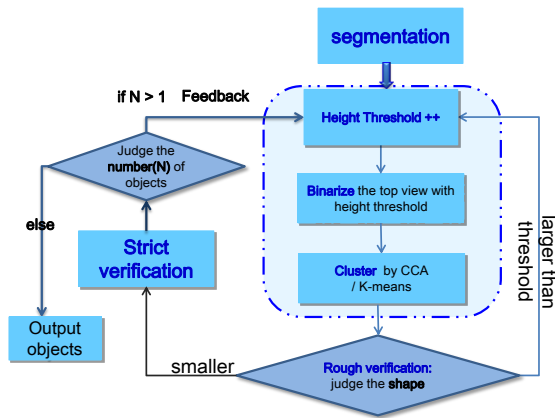 segmentation
if N > 1 Feedback
Height Threshold ++
Judge the
number(N) of
objects
Binarize the top view with
height threshold
else
Strict
verification
Cluster by CCA
/ K-means
larger than
threshold
Output
objects
smaller
Rough verification:
judge the shape